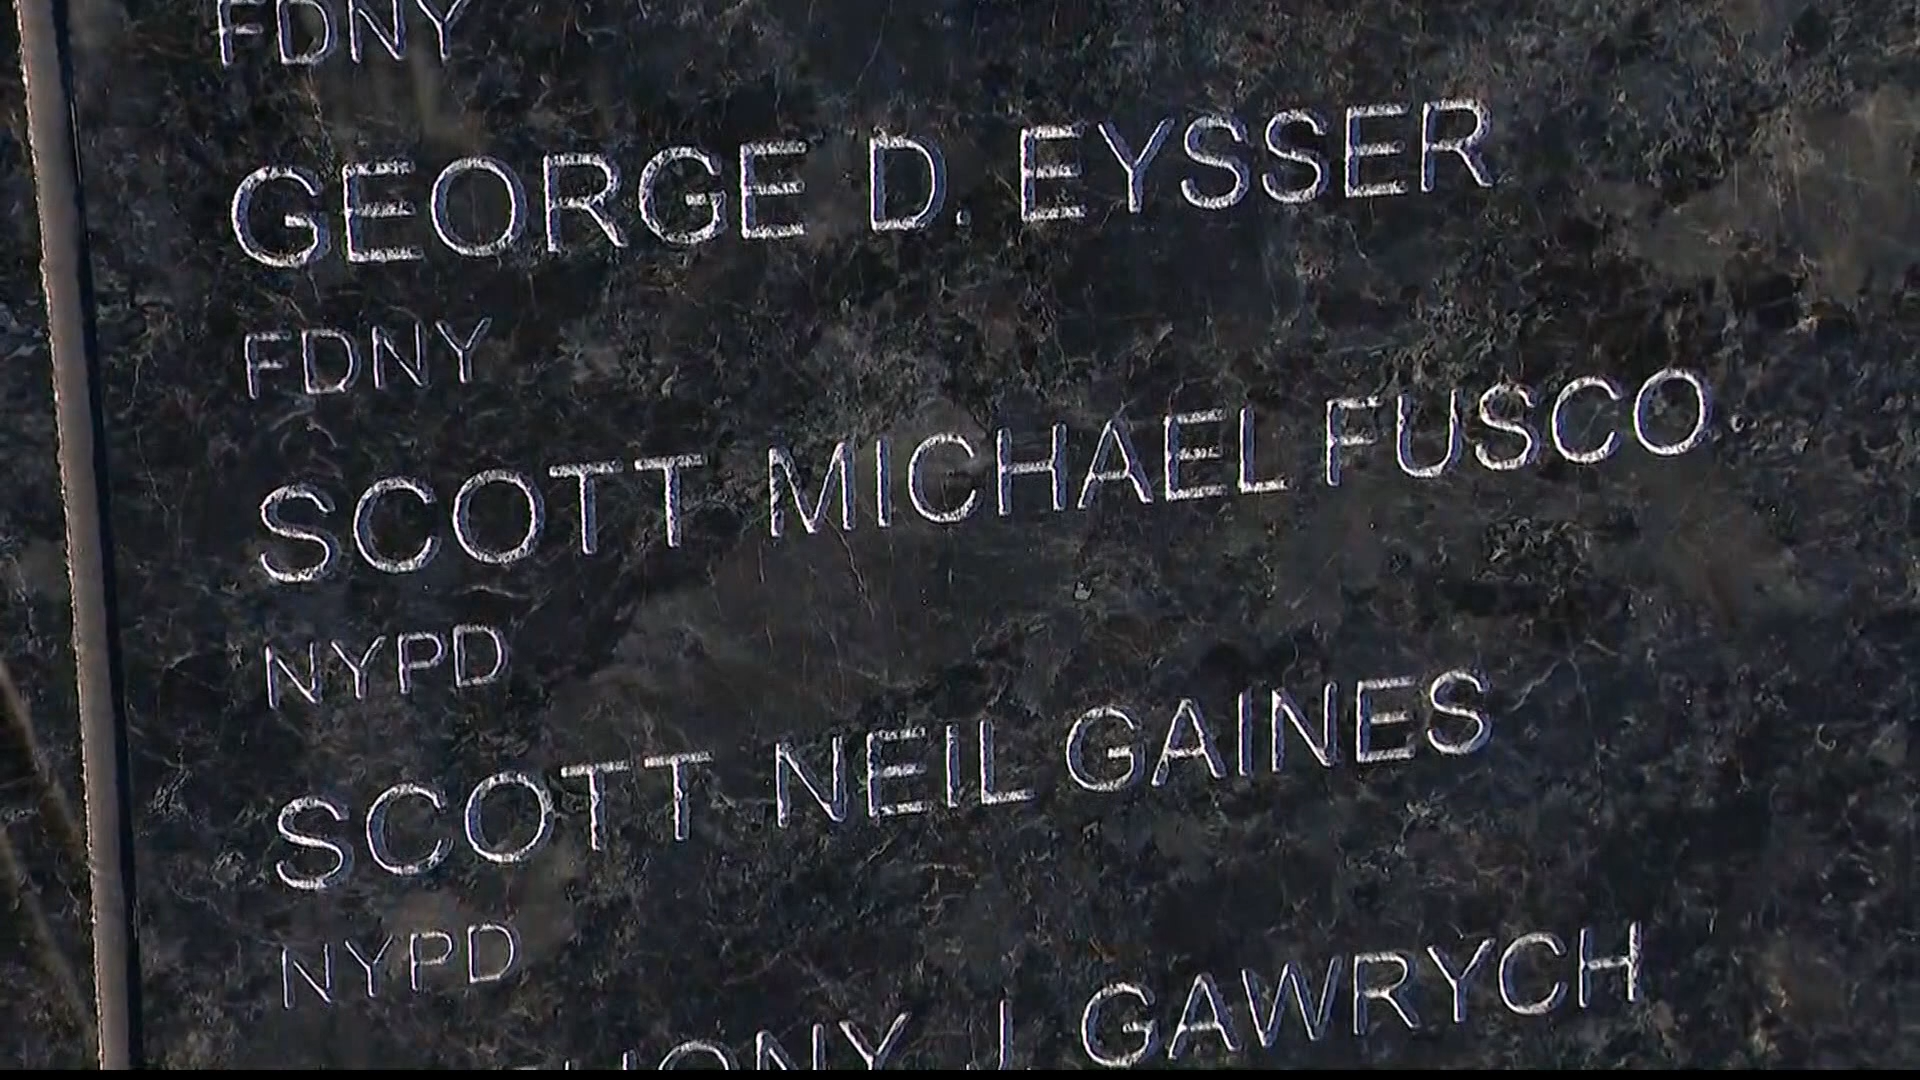 FDNY
GEORGE D. EYSSER
FDNY
SCOTT MICHAEL FUSCO
NYPD
SCOTT NEIL GAINES
NYPD
J. GAWRYCH